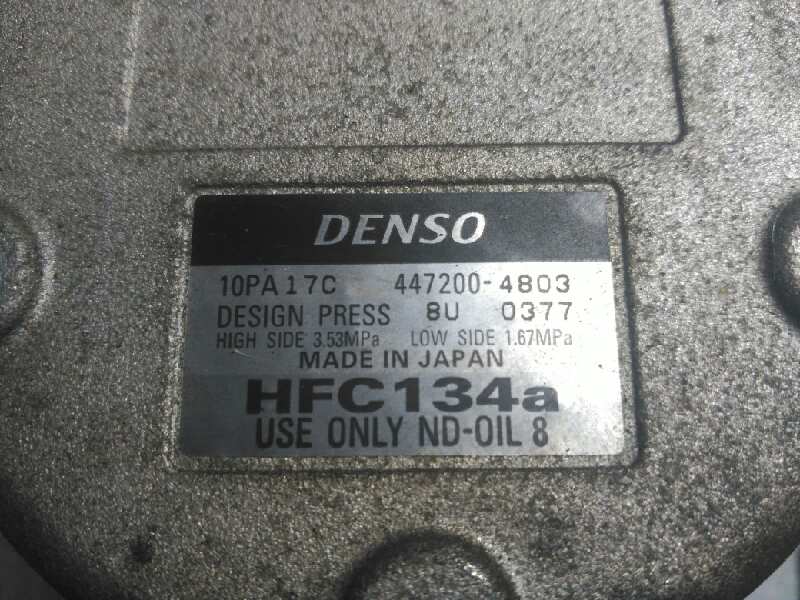 DENSO
10PA17C 447200-4803
DESIGN PRESS 8U 0377
HIGH SIDE 3.53MPa LOW SIDE 1.67MPa
MADE IN JAPAN
HFC134a
USE ONLY ND-OIL 8